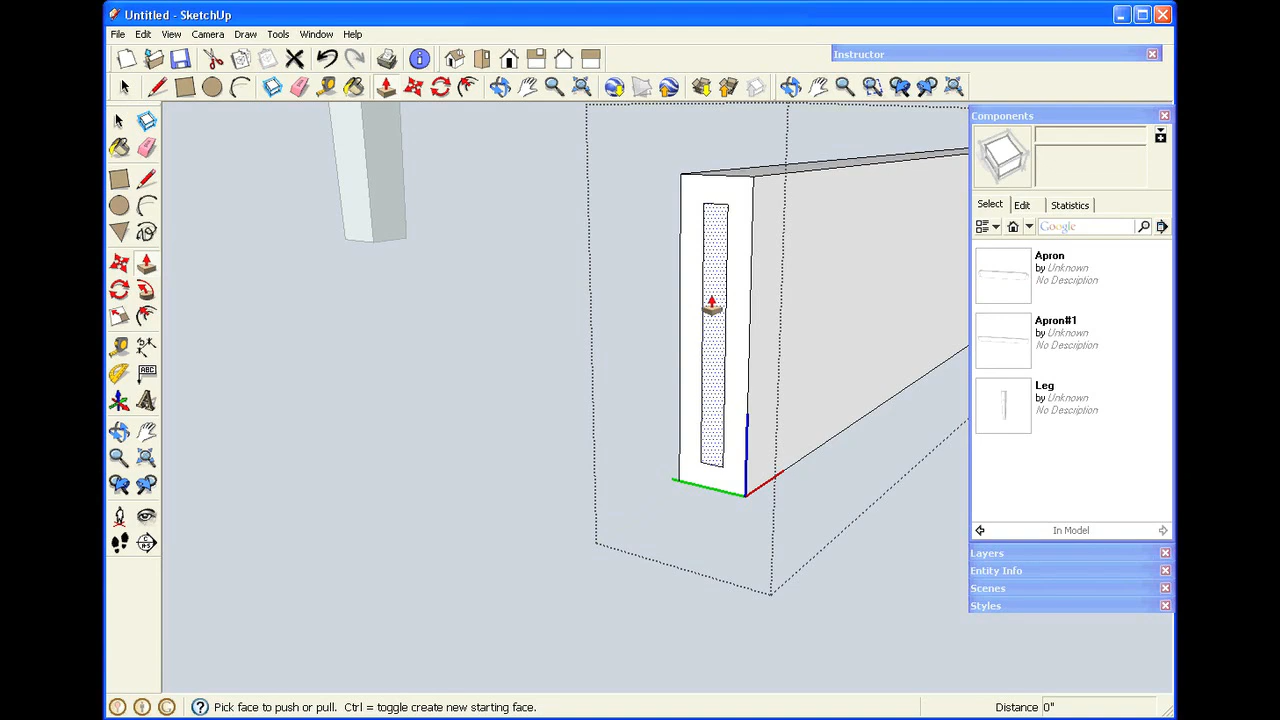 Untitled - SketchUp
File Edit View Camera Draw Tools Window Help
Instructor
Components
Select Edit Statistics
Google
Apron
by Unknown
No Description
Apron#1
by Unknown
No Description
Leg
by Unknown
No Description
In Model
Layers
Entity Info
Scenes
Styles
Pick face to push or pull. Ctrl = toggle create new starting face.
Distance 0"